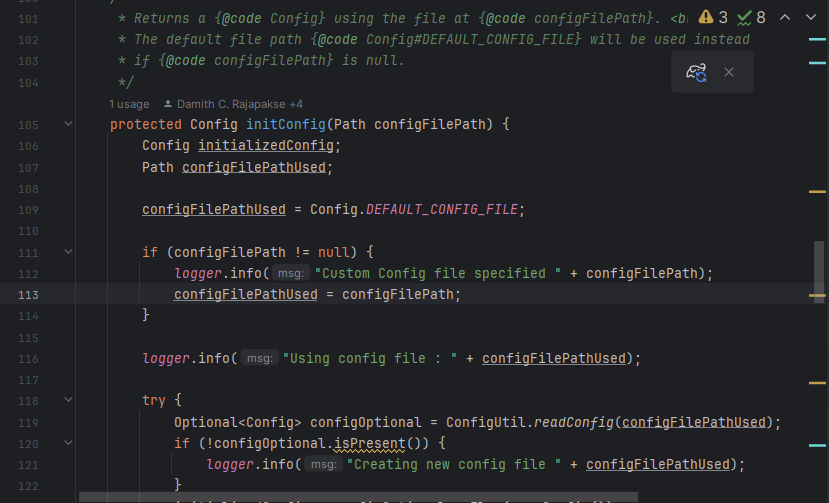 101 * Returns a {@code Config} using the file at {@code configFilePath}. <b 3 8
102 * The default file path {@code Config#DEFAULT_CONFIG_FILE} will be used instead
103 * if {@code configFilePath} is null.
104 */
1 usage Damith C. Rajapakse +4
105 protected Config initConfig(Path configFilePath) {
106 Config initializedConfig;
107 Path configFilePathUsed;
108
109 configFilePathUsed = Config.DEFAULT_CONFIG_FILE;
110
111 if (configFilePath != null) {
112 logger.info( msg: "Custom Config file specified " + configFilePath);
113 configFilePathUsed = configFilePath;
114 }
115
116 logger.info( msg: "Using config file : " + configFilePathUsed);
117
118 try {
119 Optional<Config> configOptional = ConfigUtil.readConfig(configFilePathUsed);
120 if (!configOptional.isPresent()) {
121 logger.info( msg: "Creating new config file " + configFilePathUsed);
122 }